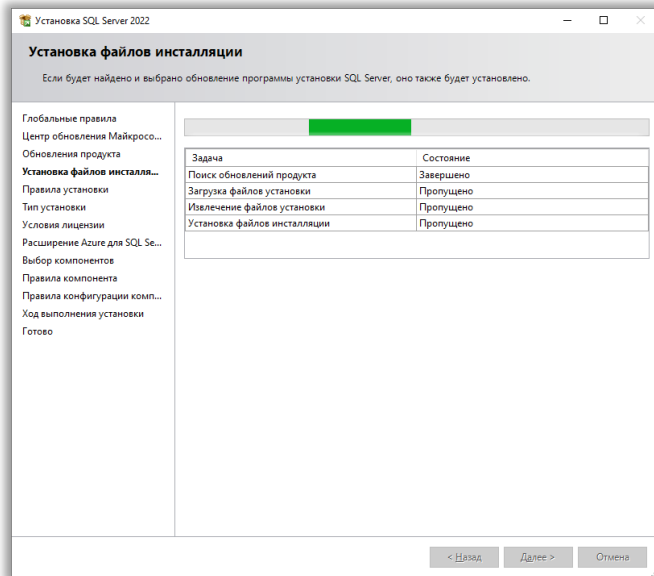 Установка SQL Server 2022
Установка файлов инсталляции
Если будет найдено и выбрано обновление программы установки SQL Server, оно также будет установлено.
Глобальные правила
Центр обновления Майкросо...
Обновления продукта
Установка файлов инсталля...
Правила установки
Тип установки
Условия лицензии
Расширение Azure для SQL Se...
Выбор компонентов
Правила компонента
Правила конфигурации комп...
Ход выполнения установки
Готово
Задача Состояние
Поиск обновлений продукта Завершено
Загрузка файлов установки Пропущено
Извлечение файлов установки Пропущено
Установка файлов инсталляции Пропущено
< Назад Далее > Отмена